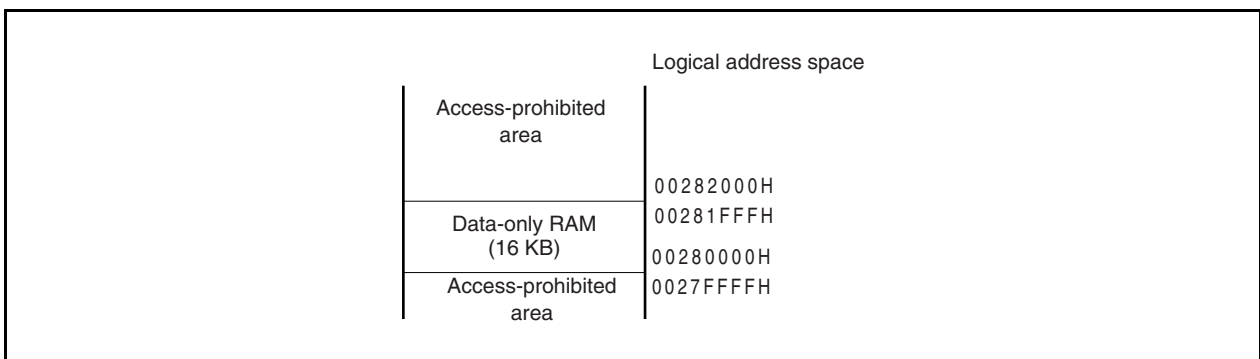 Logical address space
Access-prohibited
area
00282000H
00281FFFH
Data-only RAM
(16 KB)
00280000H
0027FFFFH
Access-prohibited
area